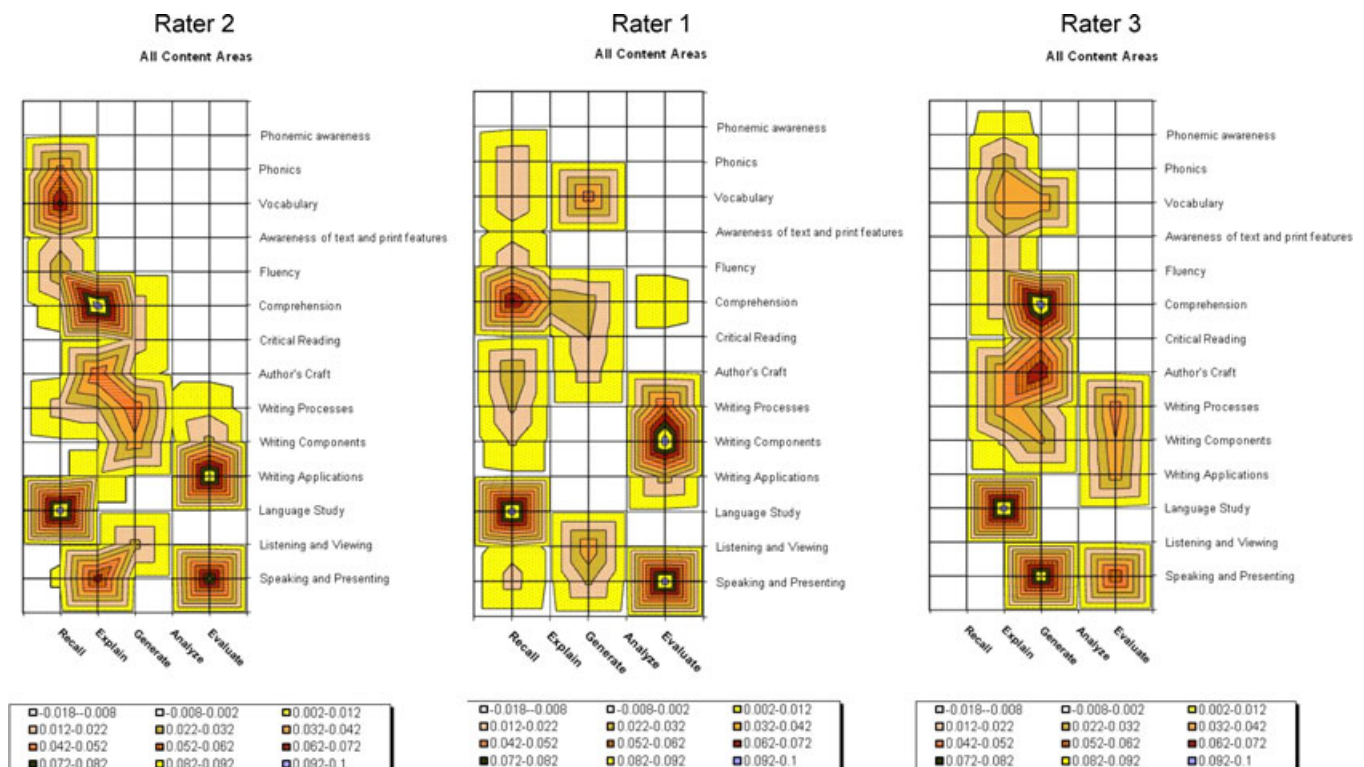 Rater 2
All Content Areas
Phonemic awareness
Phonics
Vocabulary
Awareness of text and print features
Fluency
Comprehension
Critical Reading
Author's Craft
Writing Processes
Writing Components
Writing Applications
Language Study
Listening and Viewing
Speaking and Presenting
Recall
Explain
Generate
Analyze
Evaluate
-0.018--0.008 -0.008-0.002 0.002-0.012
0.012-0.022 0.022-0.032 0.032-0.042
0.042-0.052 0.052-0.062 0.062-0.072
0.072-0.082 0.082-0.092 0.092-0.1
Rater 1
All Content Areas
Phonemic awareness
Phonics
Vocabulary
Awareness of text and print features
Fluency
Comprehension
Critical Reading
Author's Craft
Writing Processes
Writing Components
Writing Applications
Language Study
Listening and Viewing
Speaking and Presenting
Recall
Explain
Generate
Analyze
Evaluate
-0.018--0.008 -0.008-0.002 0.002-0.012
0.012-0.022 0.022-0.032 0.032-0.042
0.042-0.052 0.052-0.062 0.062-0.072
0.072-0.082 0.082-0.092 0.092-0.1
Rater 3
All Content Areas
Phonemic awareness
Phonics
Vocabulary
Awareness of text and print features
Fluency
Comprehension
Critical Reading
Author's Craft
Writing Processes
Writing Components
Writing Applications
Language Study
Listening and Viewing
Speaking and Presenting
Recall
Explain
Generate
Analyze
Evaluate
-0.018--0.008 -0.008-0.002 0.002-0.012
0.012-0.022 0.022-0.032 0.032-0.042
0.042-0.052 0.052-0.062 0.062-0.072
0.072-0.082 0.082-0.092 0.092-0.1